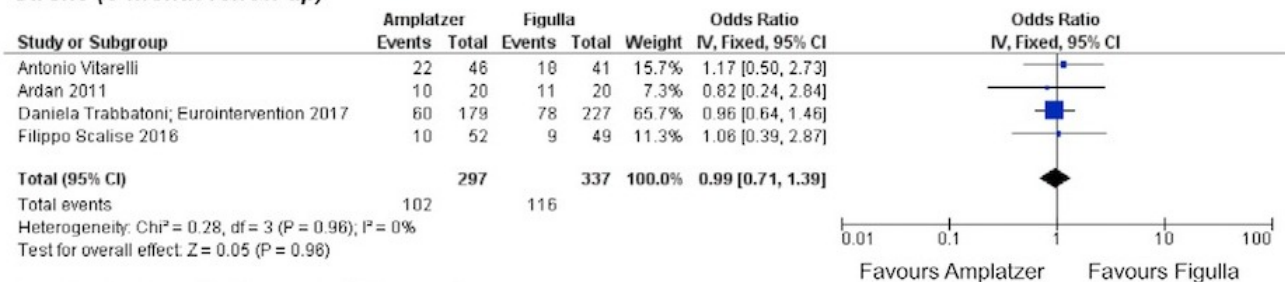 Amplatzer Figulla Odds Ratio Odds Ratio
Study or Subgroup Events Total Events Total Weight IV, Fixed, 95% CI IV, Fixed, 95% CI
Antonio Vitarelli 22 46 18 41 15.7% 1.17 [0.50, 2.73]
Ardan 2011 10 20 11 20 7.3% 0.82 [0.24, 2.84]
Daniela Trabbatoni; Eurointervention 2017 60 179 78 227 65.7% 0.96 [0.64, 1.46]
Filippo Scalise 2016 10 52 9 49 11.3% 1.06 [0.39, 2.87]
Total (95% CI) 297 337 100.0% 0.99 [0.71, 1.39]
Total events 102 116
Heterogeneity: Chi² = 0.28, df = 3 (P = 0.96); I² = 0%
Test for overall effect: Z = 0.05 (P = 0.96)
0.01 0.1 1 10 100
Favours Amplatzer Favours Figulla